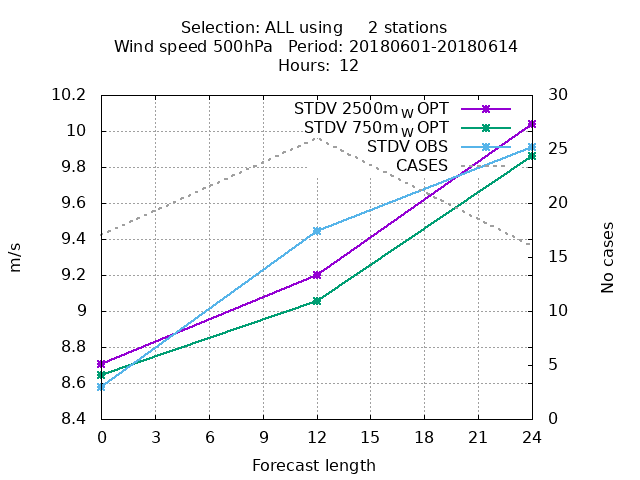 Selection: ALL using     2 stations
Wind speed 500hPa   Period: 20180601-20180614
Hours:  12
10.2
10
9.8
9.6
9.4
9.2
9
8.8
8.6
8.4
m/s
STDV 2500m W OPT
STDV 750m W OPT
STDV OBS
CASES
30
25
20
15
10
5
0
No cases
0 3 6 9 12 15 18 21 24
Forecast length